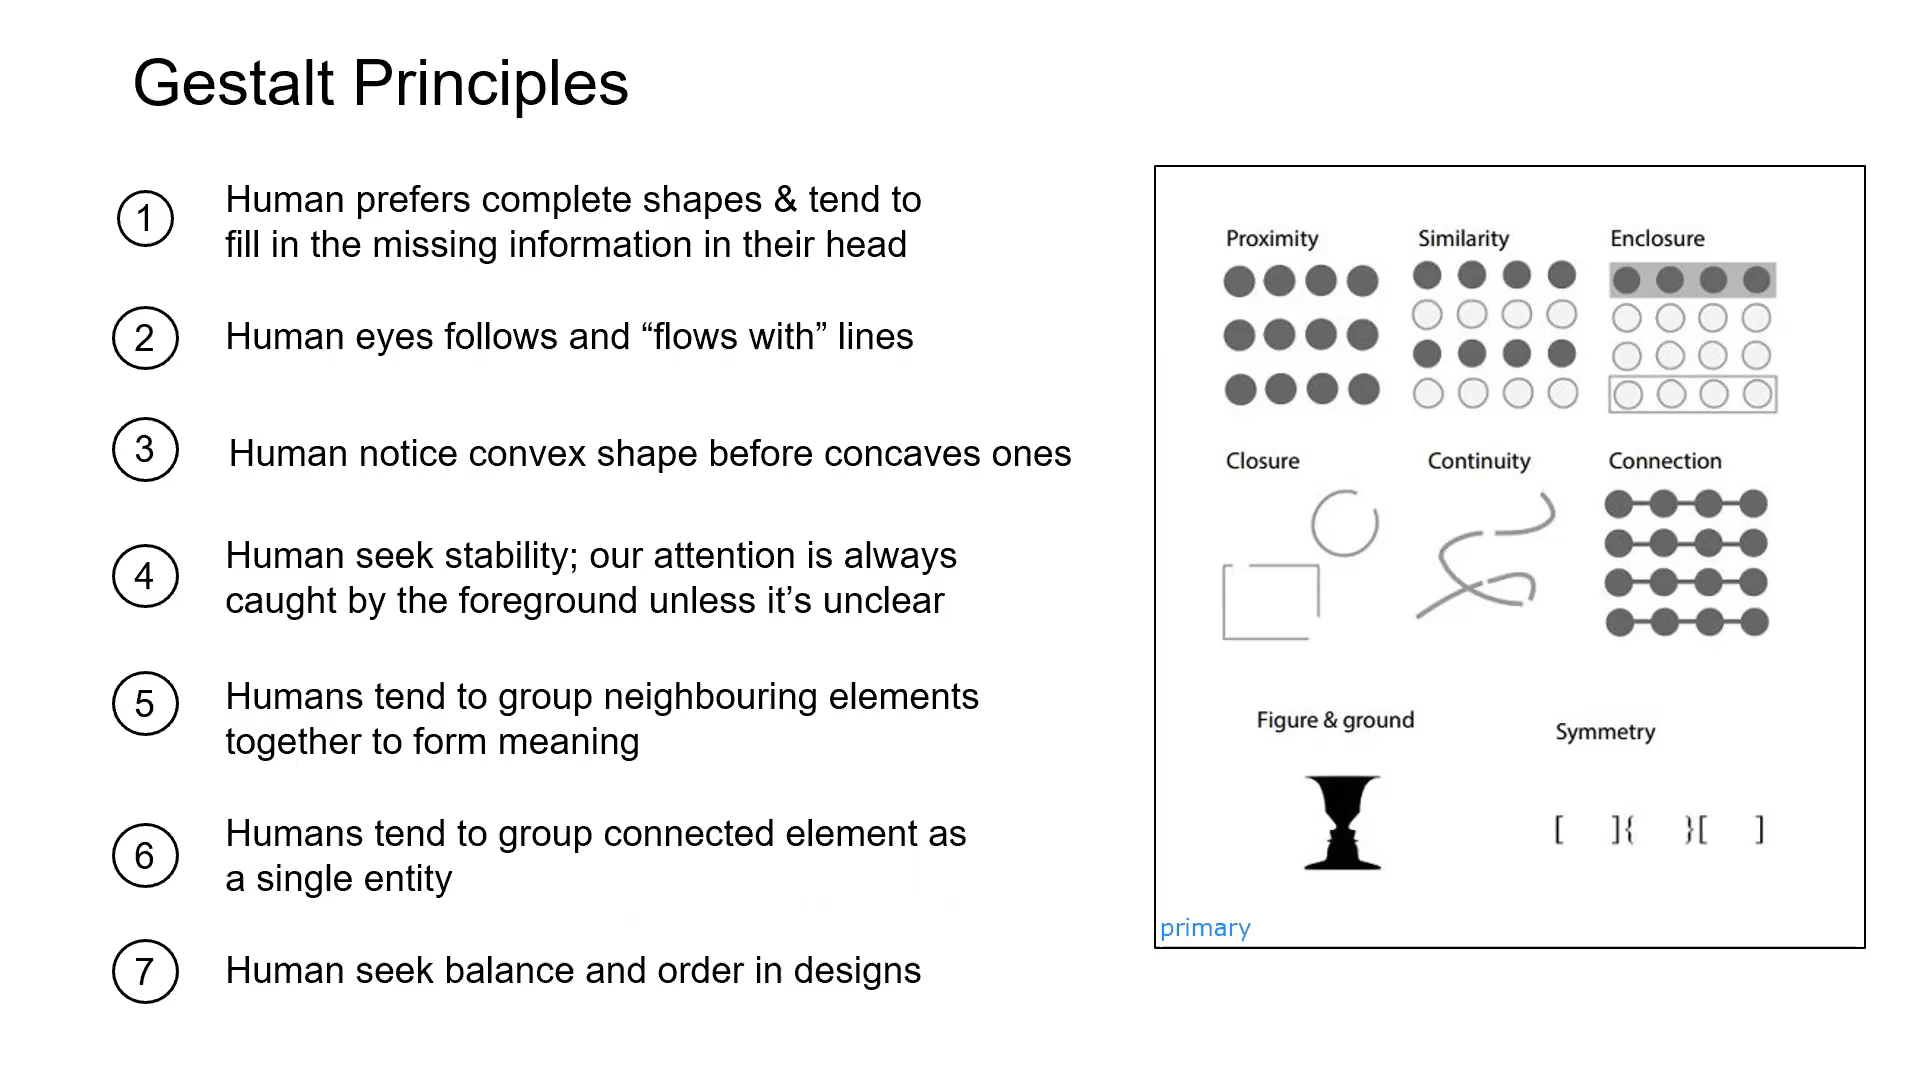 Gestalt Principles
1
Human prefers complete shapes & tend to
fill in the missing information in their head
2
Human eyes follows and “flows with” lines
3
Human notice convex shape before concaves ones
4
Human seek stability; our attention is always
caught by the foreground unless it’s unclear
5
Humans tend to group neighbouring elements
together to form meaning
6
Humans tend to group connected element as
a single entity
7
Human seek balance and order in designs
Proximity
Similarity
Enclosure
Closure
Continuity
Connection
Figure & ground
Symmetry
[ ]{ }[ ]
primary